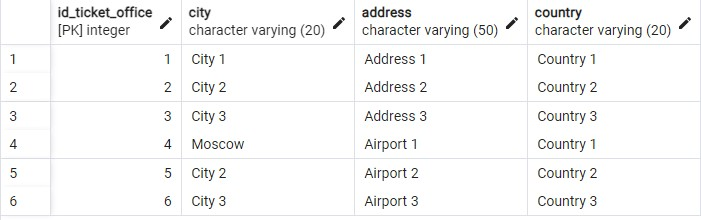 id_ticket_office city address country
[PK] integer character varying (20) character varying (50) character varying (20)
1 1 City 1 Address 1 Country 1
2 2 City 2 Address 2 Country 2
3 3 City 3 Address 3 Country 3
4 4 Moscow Airport 1 Country 1
5 5 City 2 Airport 2 Country 2
6 6 City 3 Airport 3 Country 3